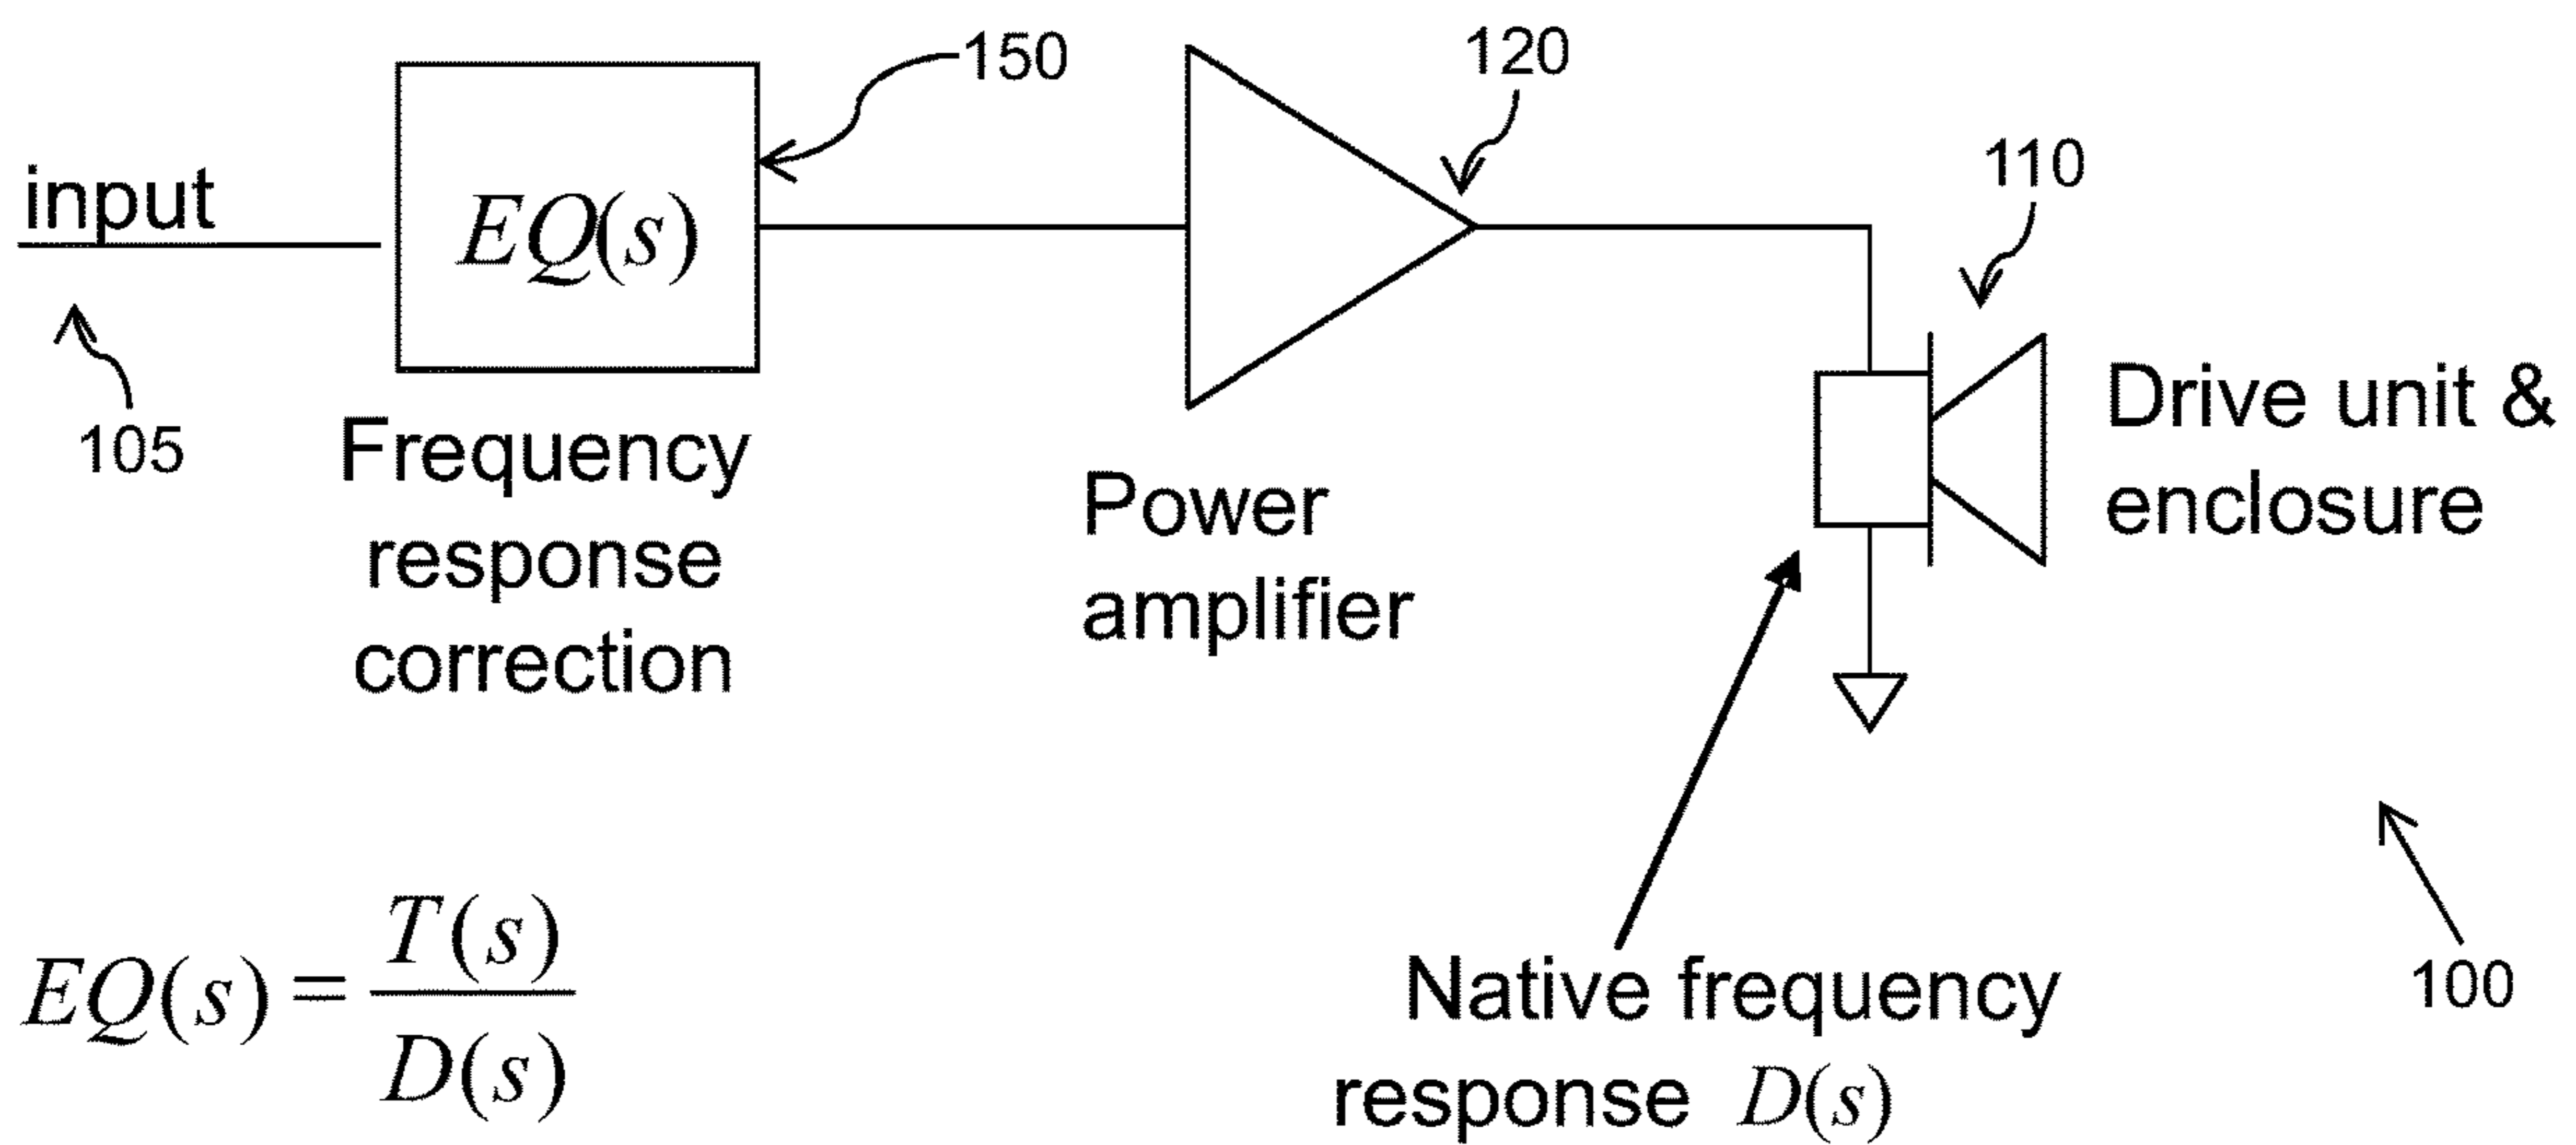 150
120
110
input
EQ(s)
105
Frequency
response
correction
Power
amplifier
Drive unit &
enclosure
Native frequency
response D(s)
100
EQ(s) = T(s) / D(s)